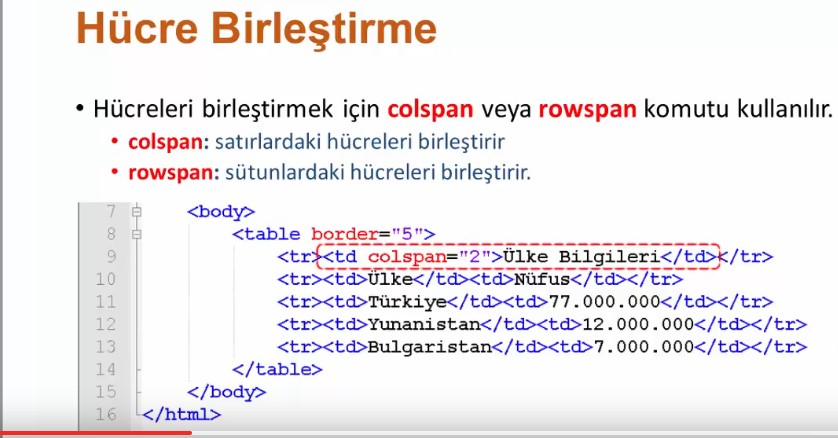 Hücre Birleştirme
• Hücreleri birleştirmek için colspan veya rowspan komutu kullanılır.
• colspan: satırlardaki hücreleri birleştirir
• rowspan: sütunlardaki hücreleri birleştirir.
7 <body>
8 <table border="5">
9 <tr><td colspan="2">Ülke Bilgileri</td></tr>
10 <tr><td>Ülke</td><td>Nüfus</td></tr>
11 <tr><td>Türkiye</td><td>77.000.000</td></tr>
12 <tr><td>Yunanistan</td><td>12.000.000</td></tr>
13 <tr><td>Bulgaristan</td><td>7.000.000</td></tr>
14 </table>
15 </body>
16 </html>